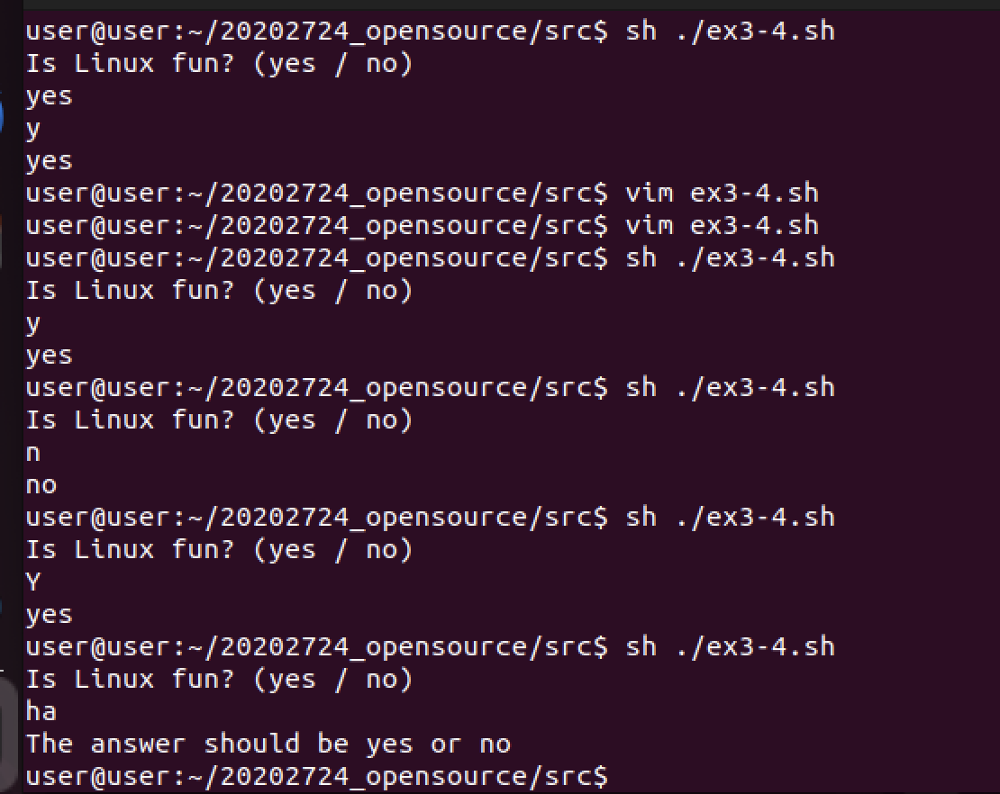 user@user:~/20202724_opensource/src$ sh ./ex3-4.sh
Is Linux fun? (yes / no)
yes
y
yes
user@user:~/20202724_opensource/src$ vim ex3-4.sh
user@user:~/20202724_opensource/src$ vim ex3-4.sh
user@user:~/20202724_opensource/src$ sh ./ex3-4.sh
Is Linux fun? (yes / no)
y
yes
user@user:~/20202724_opensource/src$ sh ./ex3-4.sh
Is Linux fun? (yes / no)
n
no
user@user:~/20202724_opensource/src$ sh ./ex3-4.sh
Is Linux fun? (yes / no)
Y
yes
user@user:~/20202724_opensource/src$ sh ./ex3-4.sh
Is Linux fun? (yes / no)
ha
The answer should be yes or no
user@user:~/20202724_opensource/src$